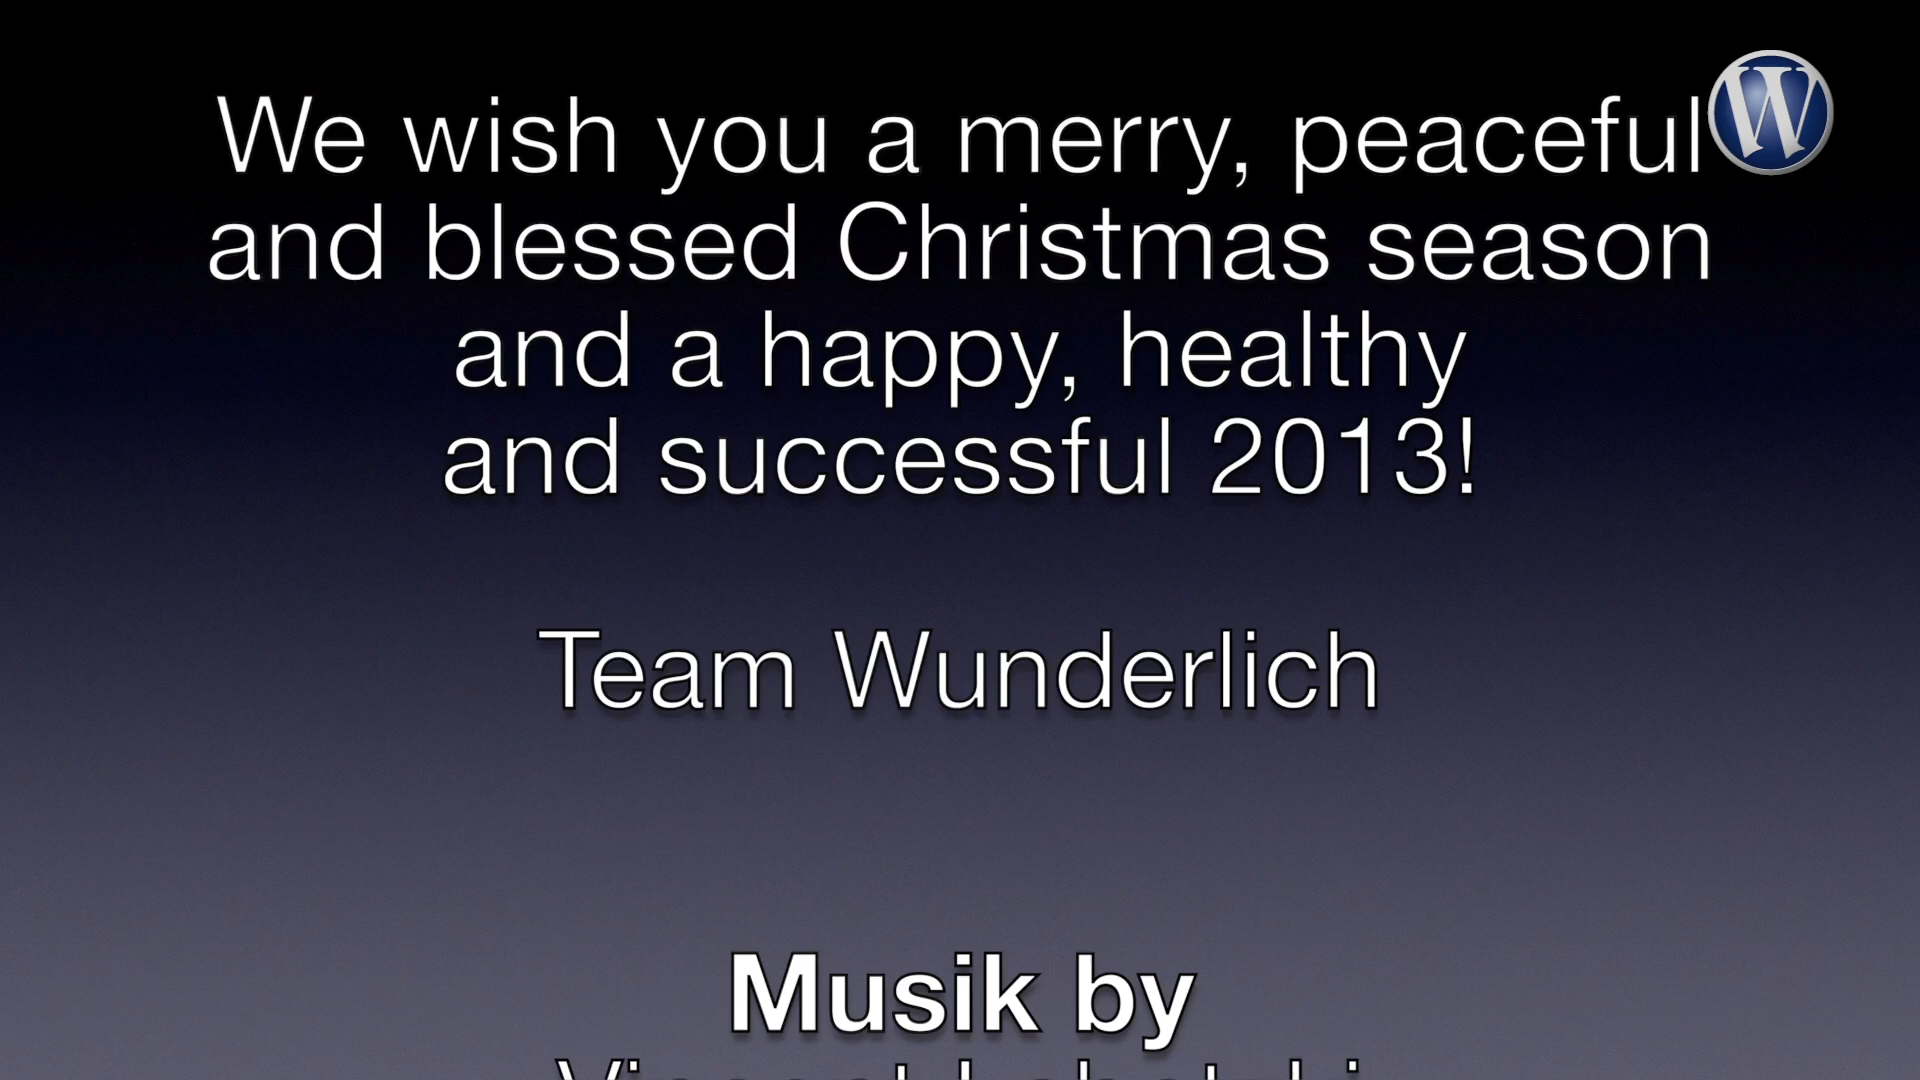 We wish you a merry, peaceful
and blessed Christmas season
and a happy, healthy
and successful 2013!
Team Wunderlich
Musik by
W